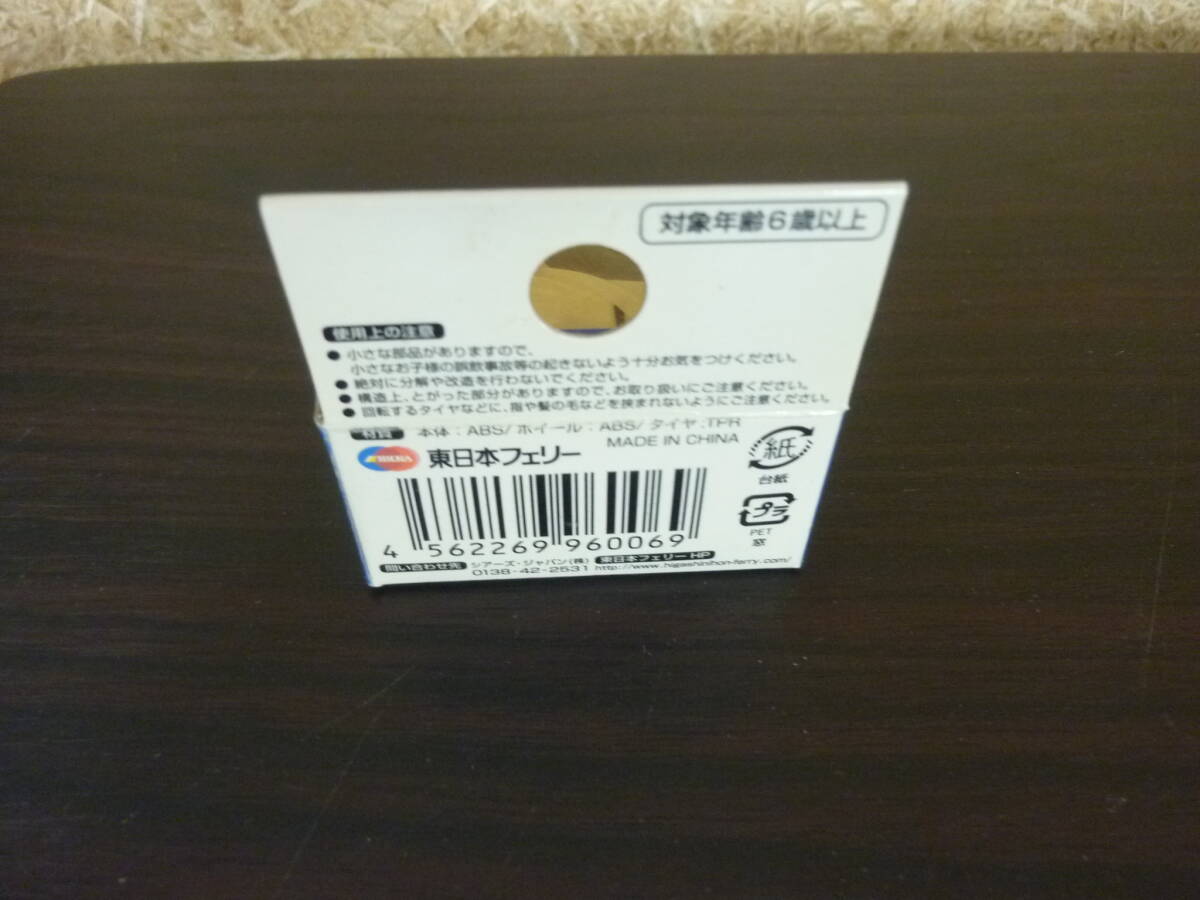 対象年齢6歳以上
使用上の注意
● 小さな部品がありますので、
小さなお子様の誤飲事故等の起きないよう十分お気をつけください。
● 絶対に分解や改造を行わないでください。
● 構造上、とがった部分がありますので、お取り扱いにご注意ください。
● 回転するタイヤなどに、指や髪の毛などを挟まれないようにご注意ください。
材質 本体：ABS/ ホイール：ABS/ タイヤ:TPR
MADE IN CHINA
東日本フェリー
紙
台紙
プラ
PET
窓
4 562269 960069
問い合わせ先 シアーズ・ジャパン(株) 東日本フェリー HP
0138-42-2531 http://www.higashinihon-ferry.com/